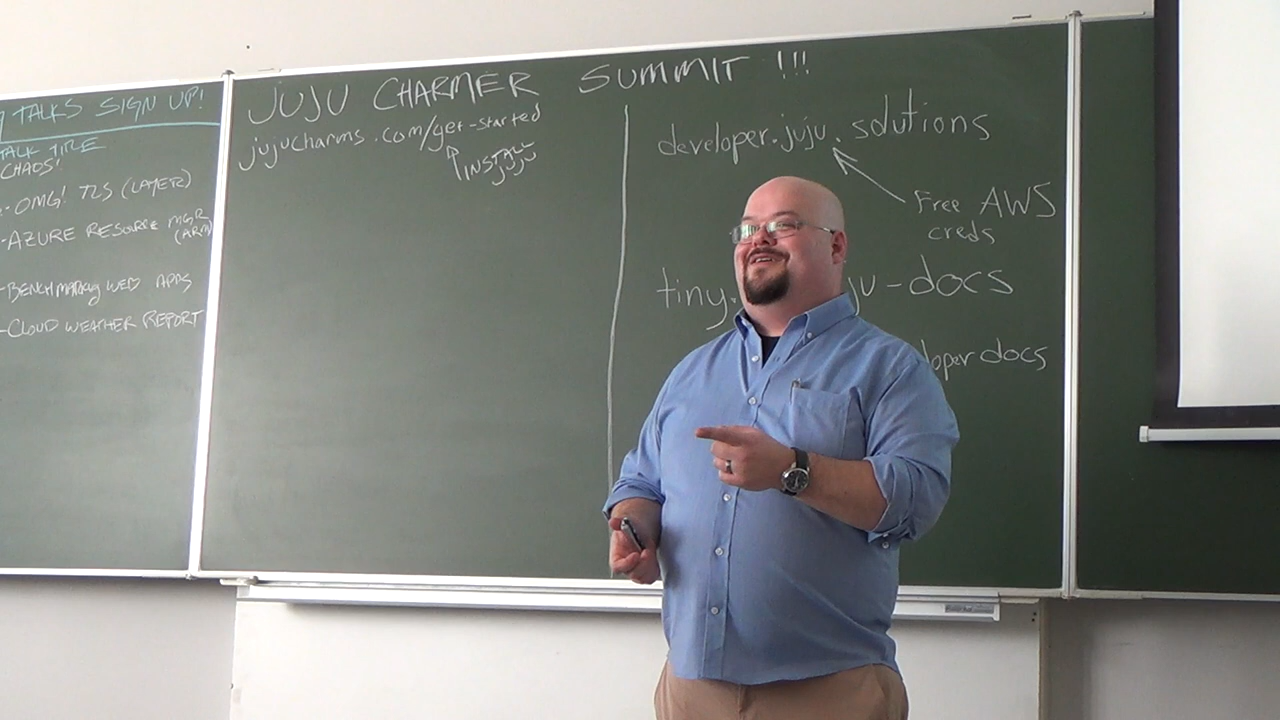 TALKS SIGN UP!
TALK TITLE
CHAOS!
- OMG! TLS (LAYER)
- AZURE RESOURCE MGR
(ARM)
- BENCHMARKING WEB APPS
- CLOUD WEATHER REPORT
JUJU CHARMER SUMMIT !!!
jujucharms.com/get-started
INSTALL
juju
developer.juju.solutions
Free AWS
creds
tiny.
ju-docs
loper docs